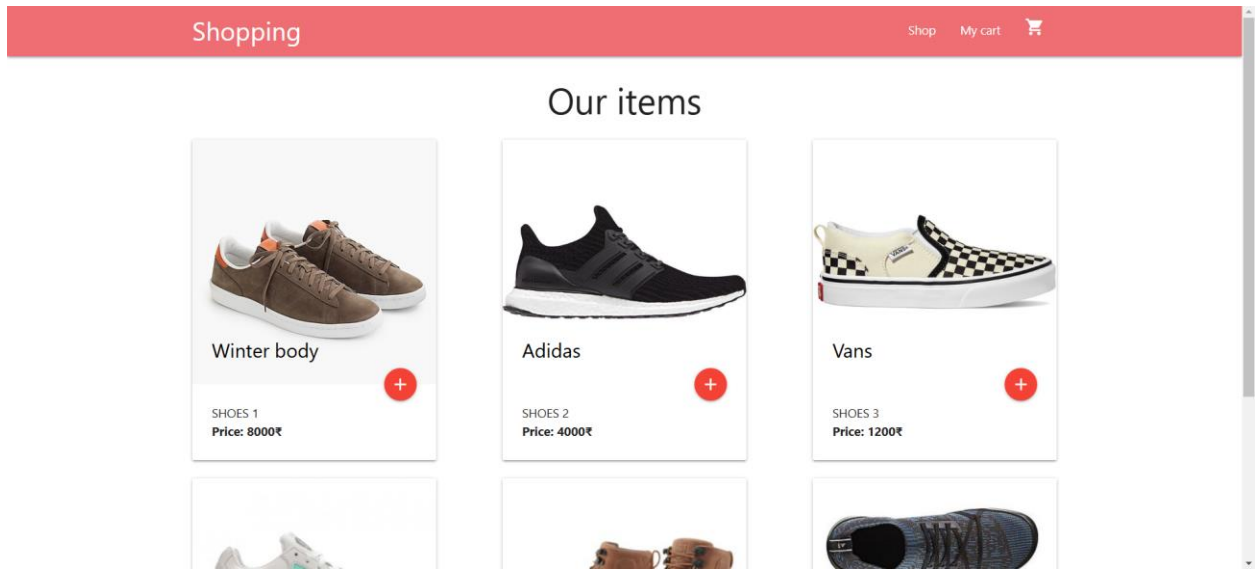 Shopping
Shop My cart
Our items
Winter body
Adidas
Vans
SHOES 1
SHOES 2
SHOES 3
Price: 8000₹
Price: 4000₹
Price: 1200₹
VANS